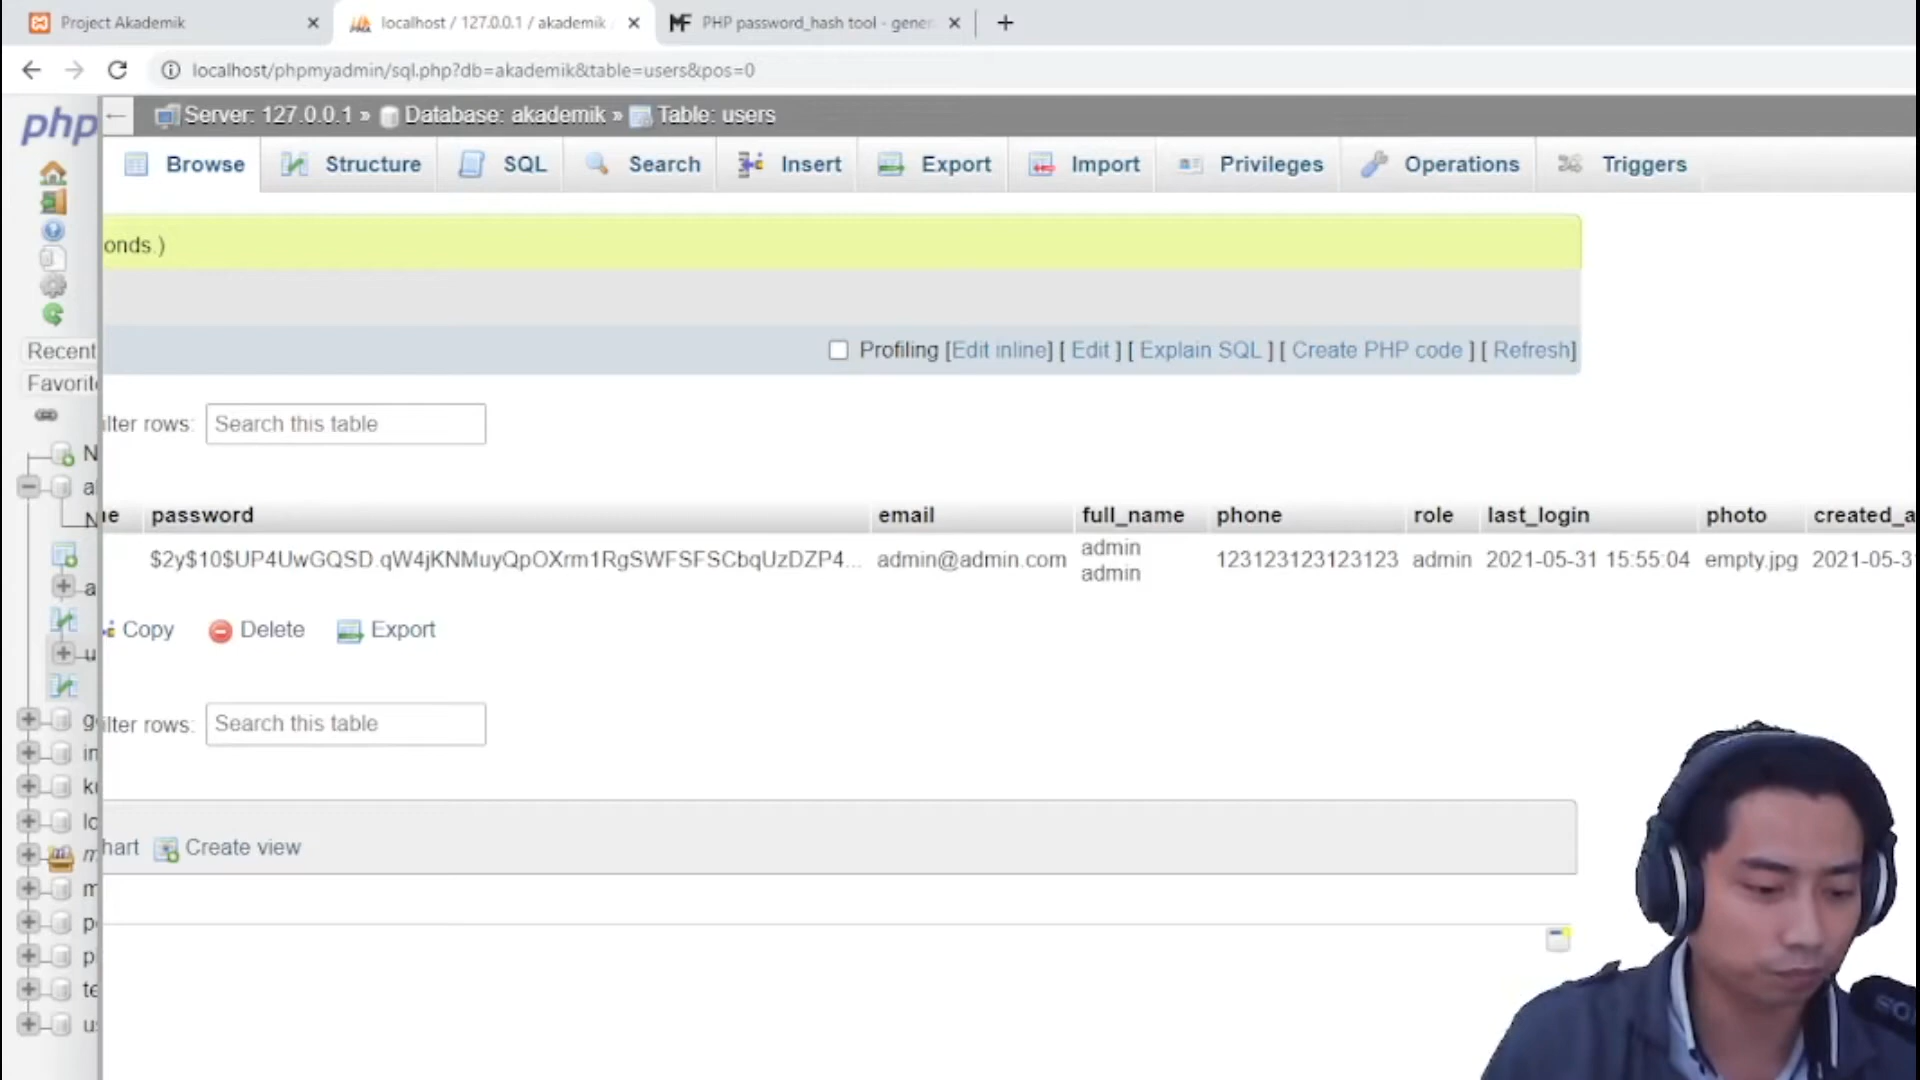 Project Akademik
localhost / 127.0.0.1 / akademik
PHP password_hash tool - gener
localhost/phpmyadmin/sql.php?db=akademik&table=users&pos=0
php
Server: 127.0.0.1 » Database: akademik » Table: users
Browse Structure SQL Search Insert Export Import Privileges Operations Triggers
onds.)
Profiling [Edit inline] [ Edit ] [ Explain SQL ] [ Create PHP code ] [ Refresh]
Recent
Favorit
ilter rows: Search this table
N
a
N
e password email full_name phone role last_login photo created_a
$2y$10$UP4UwGQSD.qW4jKNMuyQpOXrm1RgSWFSFSCbqUzDZP4... admin@admin.com admin admin 123123123123123 admin 2021-05-31 15:55:04 empty.jpg 2021-05-3
a
Copy Delete Export
u
ilter rows: Search this table
g
in
k
lo
hart Create view
m
m
p
p
te
u